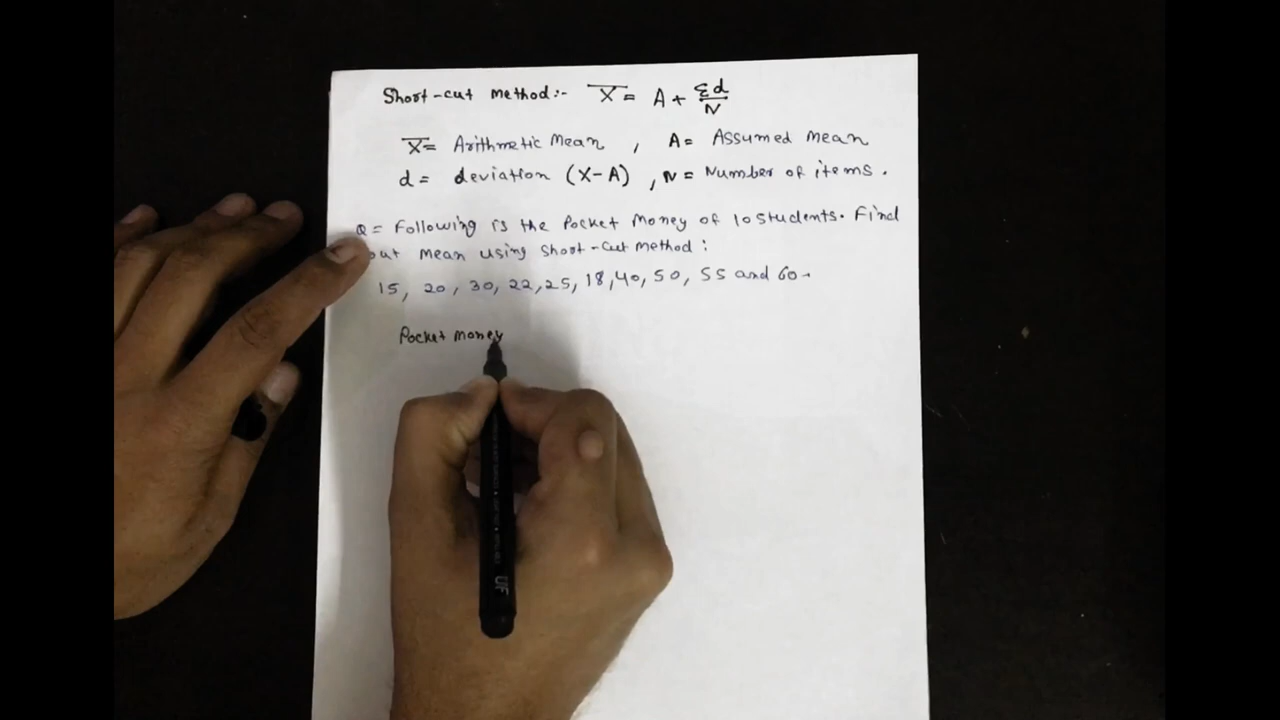 Short-cut method:- X̅ = A + Σd/N
X̅ = Arithmetic Mean , A = Assumed mean
d = deviation (X-A) , N = Number of items.
Q = Following is the Pocket Money of 10 students. Find
out mean using Short-Cut method :
15, 20, 30, 22, 25, 18, 40, 50, 55 and 60.
Pocket money
UF